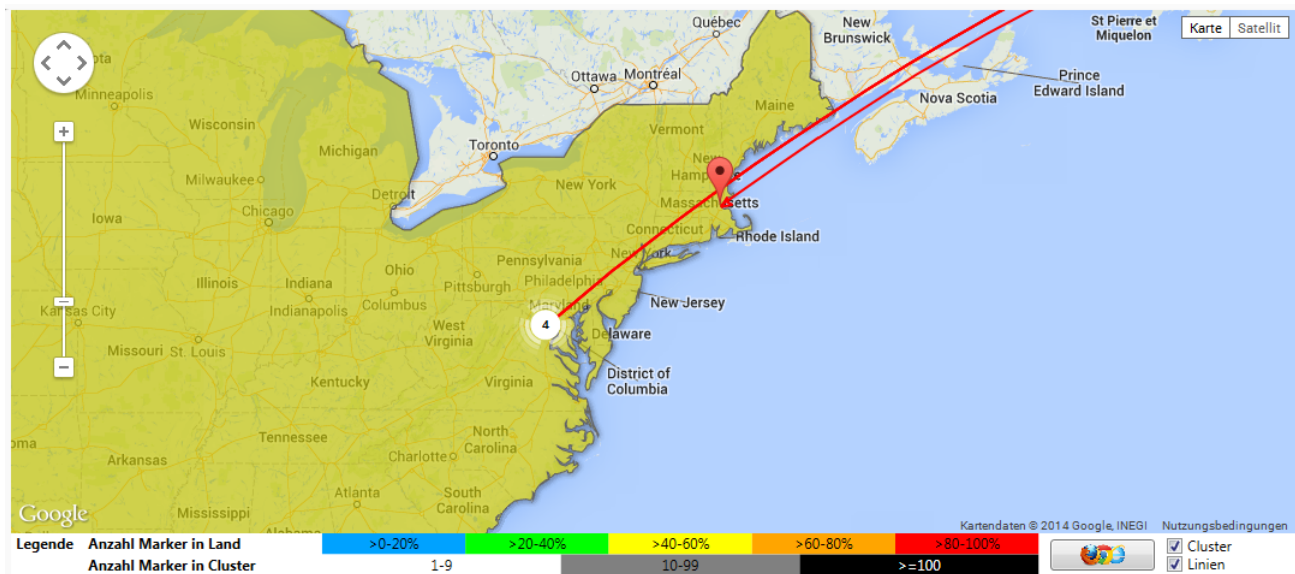 Québec
New Brunswick
St Pierre et Miquelon
Karte Satellit
Ottawa Montréal
Prince Edward Island
Minneapolis
Maine
Nova Scotia
Wisconsin
Vermont
Michigan
Toronto
New Hampshire
Milwaukee
New York
Detroit
Massachusetts
Iowa
Chicago
Connecticut
Rhode Island
New York
Pennsylvania
Ohio
Illinois
Indiana
Pittsburgh
Philadelphia
Columbus
Maryland
New Jersey
Kansas City
Indianapolis
4
West Virginia
Delaware
Missouri
St. Louis
District of Columbia
Kentucky
Virginia
Tennessee
North Carolina
Charlotte
Arkansas
Atlanta
South Carolina
Mississippi
Alabama
Google
Kartendaten © 2014 Google, INEGI Nutzungsbedingungen
Legende Anzahl Marker in Land >0-20% >20-40% >40-60% >60-80% >80-100% Cluster
Anzahl Marker in Cluster 1-9 10-99 >=100 Linien